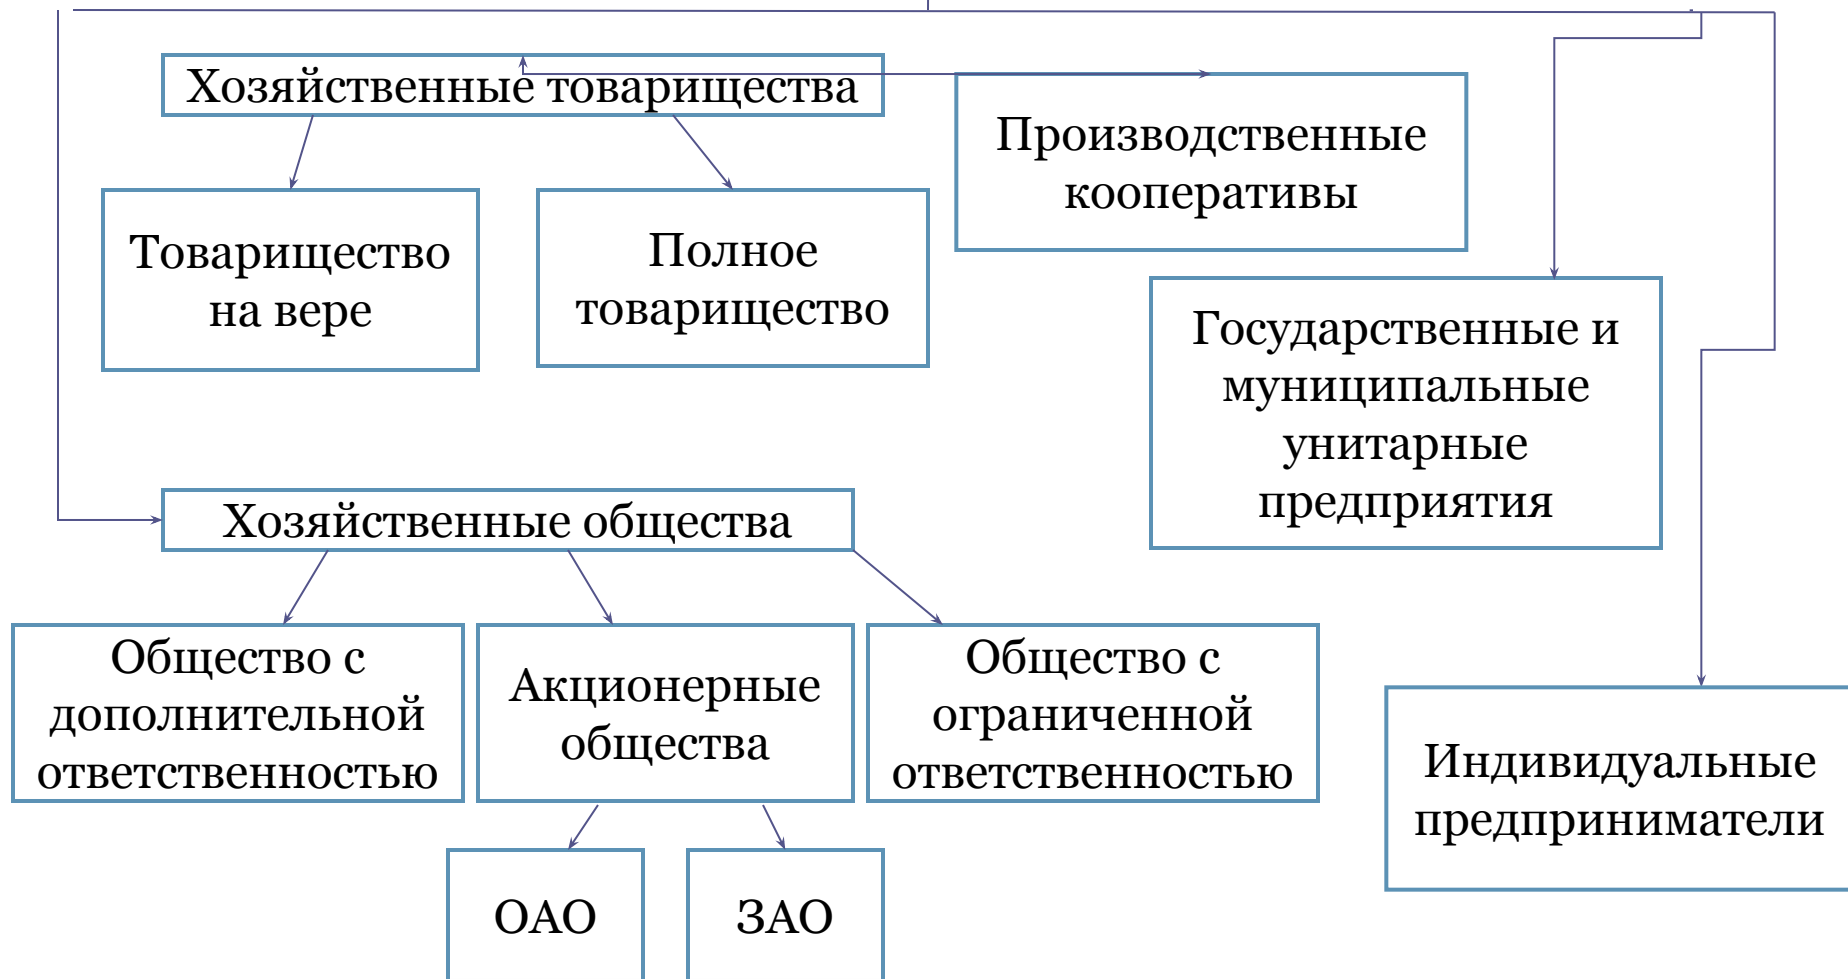 Хозяйственные товарищества
Производственные
кооперативы
Товарищество
на вере
Полное
товарищество
Государственные и
муниципальные
унитарные
предприятия
Хозяйственные общества
Общество с
дополнительной
ответственностью
Акционерные
общества
Общество с
ограниченной
ответственностью
Индивидуальные
предприниматели
ОАО
ЗАО